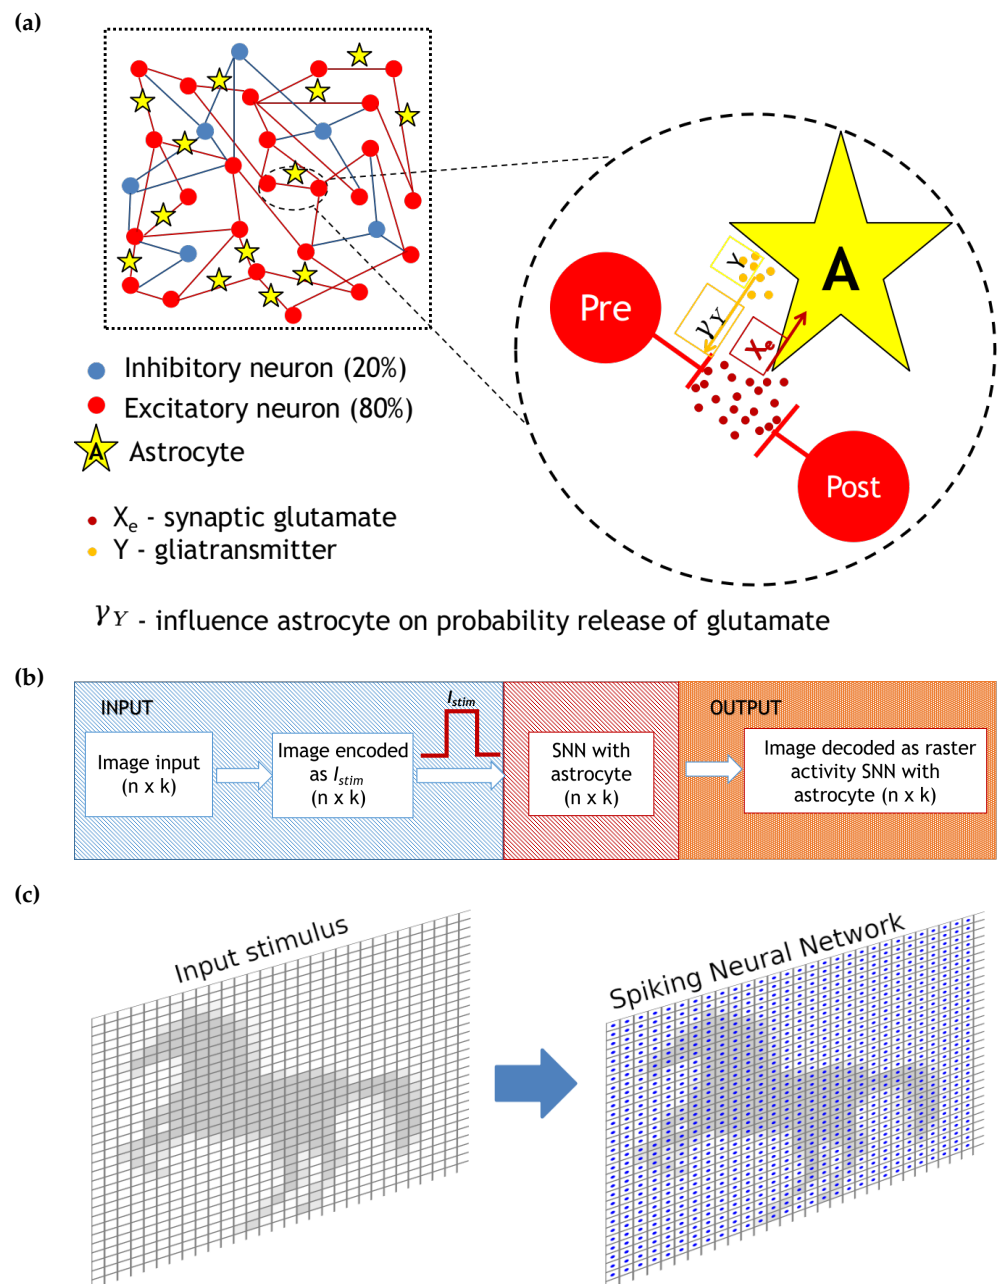 (a)
A
Y
γY
Xe
Pre
Post
Inhibitory neuron (20%)
Excitatory neuron (80%)
A Astrocyte
Xe - synaptic glutamate
Y - gliatransmitter
γY - influence astrocyte on probability release of glutamate
(b)
INPUT
Istim
OUTPUT
Image input
(n x k)
Image encoded
as Istim
(n x k)
SNN with
astrocyte
(n x k)
Image decoded as raster
activity SNN with
astrocyte (n x k)
(c)
Input stimulus
Spiking Neural Network